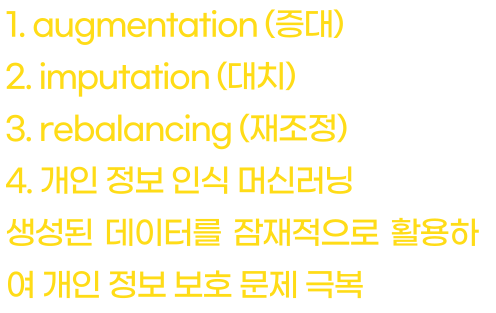 1. augmentation (증대)
2. imputation (대치)
3. rebalancing (재조정)
4. 개인 정보 인식 머신러닝
생성된 데이터를 잠재적으로 활용하
여 개인 정보 보호 문제 극복